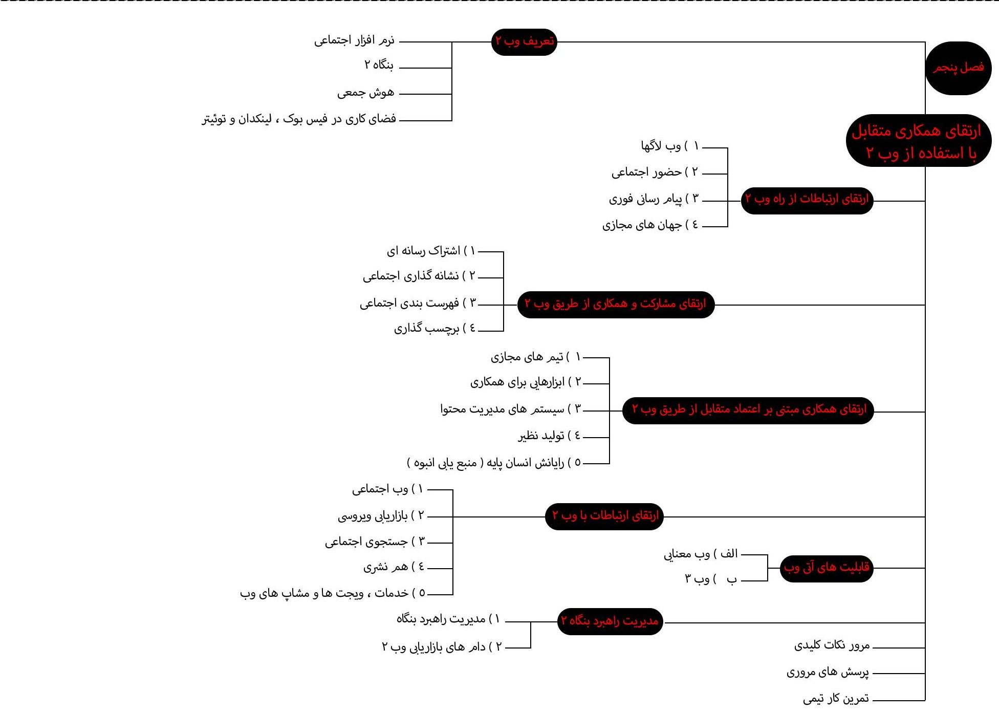 فصل پنجم
ارتقای همکاری متقابل
با استفاده از وب ۲
تعریف وب ۲
نرم افزار اجتماعی
بنگاه ۲
هوش جمعی
فضای کاری در فیس بوک ، لینکدان و توئیتر
ارتقای ارتباطات از راه وب ۲
۱ ) وب لاگها
۲ ) حضور اجتماعی
۳ ) پیام رسانی فوری
٤ ) جهان های مجازی
ارتقای مشارکت و همکاری از طریق وب ۲
۱ ) اشتراک رسانه ای
۲ ) نشانه گذاری اجتماعی
۳ ) فهرست بندی اجتماعی
٤ ) برچسب گذاری
ارتقای همکاری مبتنی بر اعتماد متقابل از طریق وب ۲
۱ ) تیم های مجازی
۲ ) ابزارهایی برای همکاری
۳ ) سیستم های مدیریت محتوا
٤ ) تولید نظیر
٥ ) رایانش انسان پایه ( منبع یابی انبوه )
ارتقای ارتباطات با وب ۲
۱ ) وب اجتماعی
۲ ) بازاریابی ویروسی
۳ ) جستجوی اجتماعی
٤ ) هم نشری
٥ ) خدمات ، ویجت ها و مشاپ های وب
قابلیت های آتی وب
الف ) وب معنایی
ب ) وب ۳
مدیریت راهبرد بنگاه ۲
۱ ) مدیریت راهبرد بنگاه
۲ ) دام های بازاریابی وب ۲
مرور نکات کلیدی
پرسش های مروری
تمرین کار تیمی